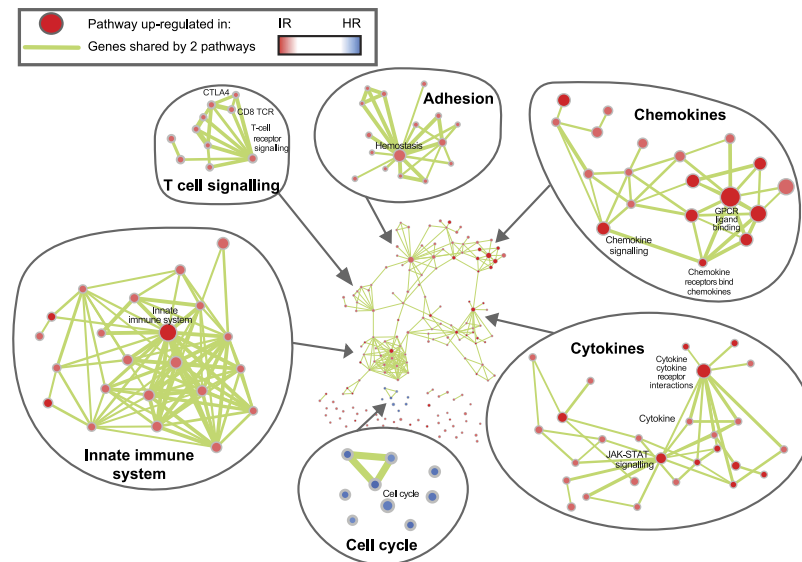 Pathway up-regulated in:
IR
HR
Genes shared by 2 pathways
CTLA4
CD8 TCR
T-cell
receptor
signalling
T cell signalling
Adhesion
Hemostasis
Chemokines
GPCR
ligand
binding
Chemokine
signalling
Chemokine
receptors bind
chemokines
Innate
immune system
Innate immune
system
Cytokines
Cytokine
cytokine
receptor
interactions
Cytokine
JAK-STAT
signalling
Cell cycle
Cell cycle